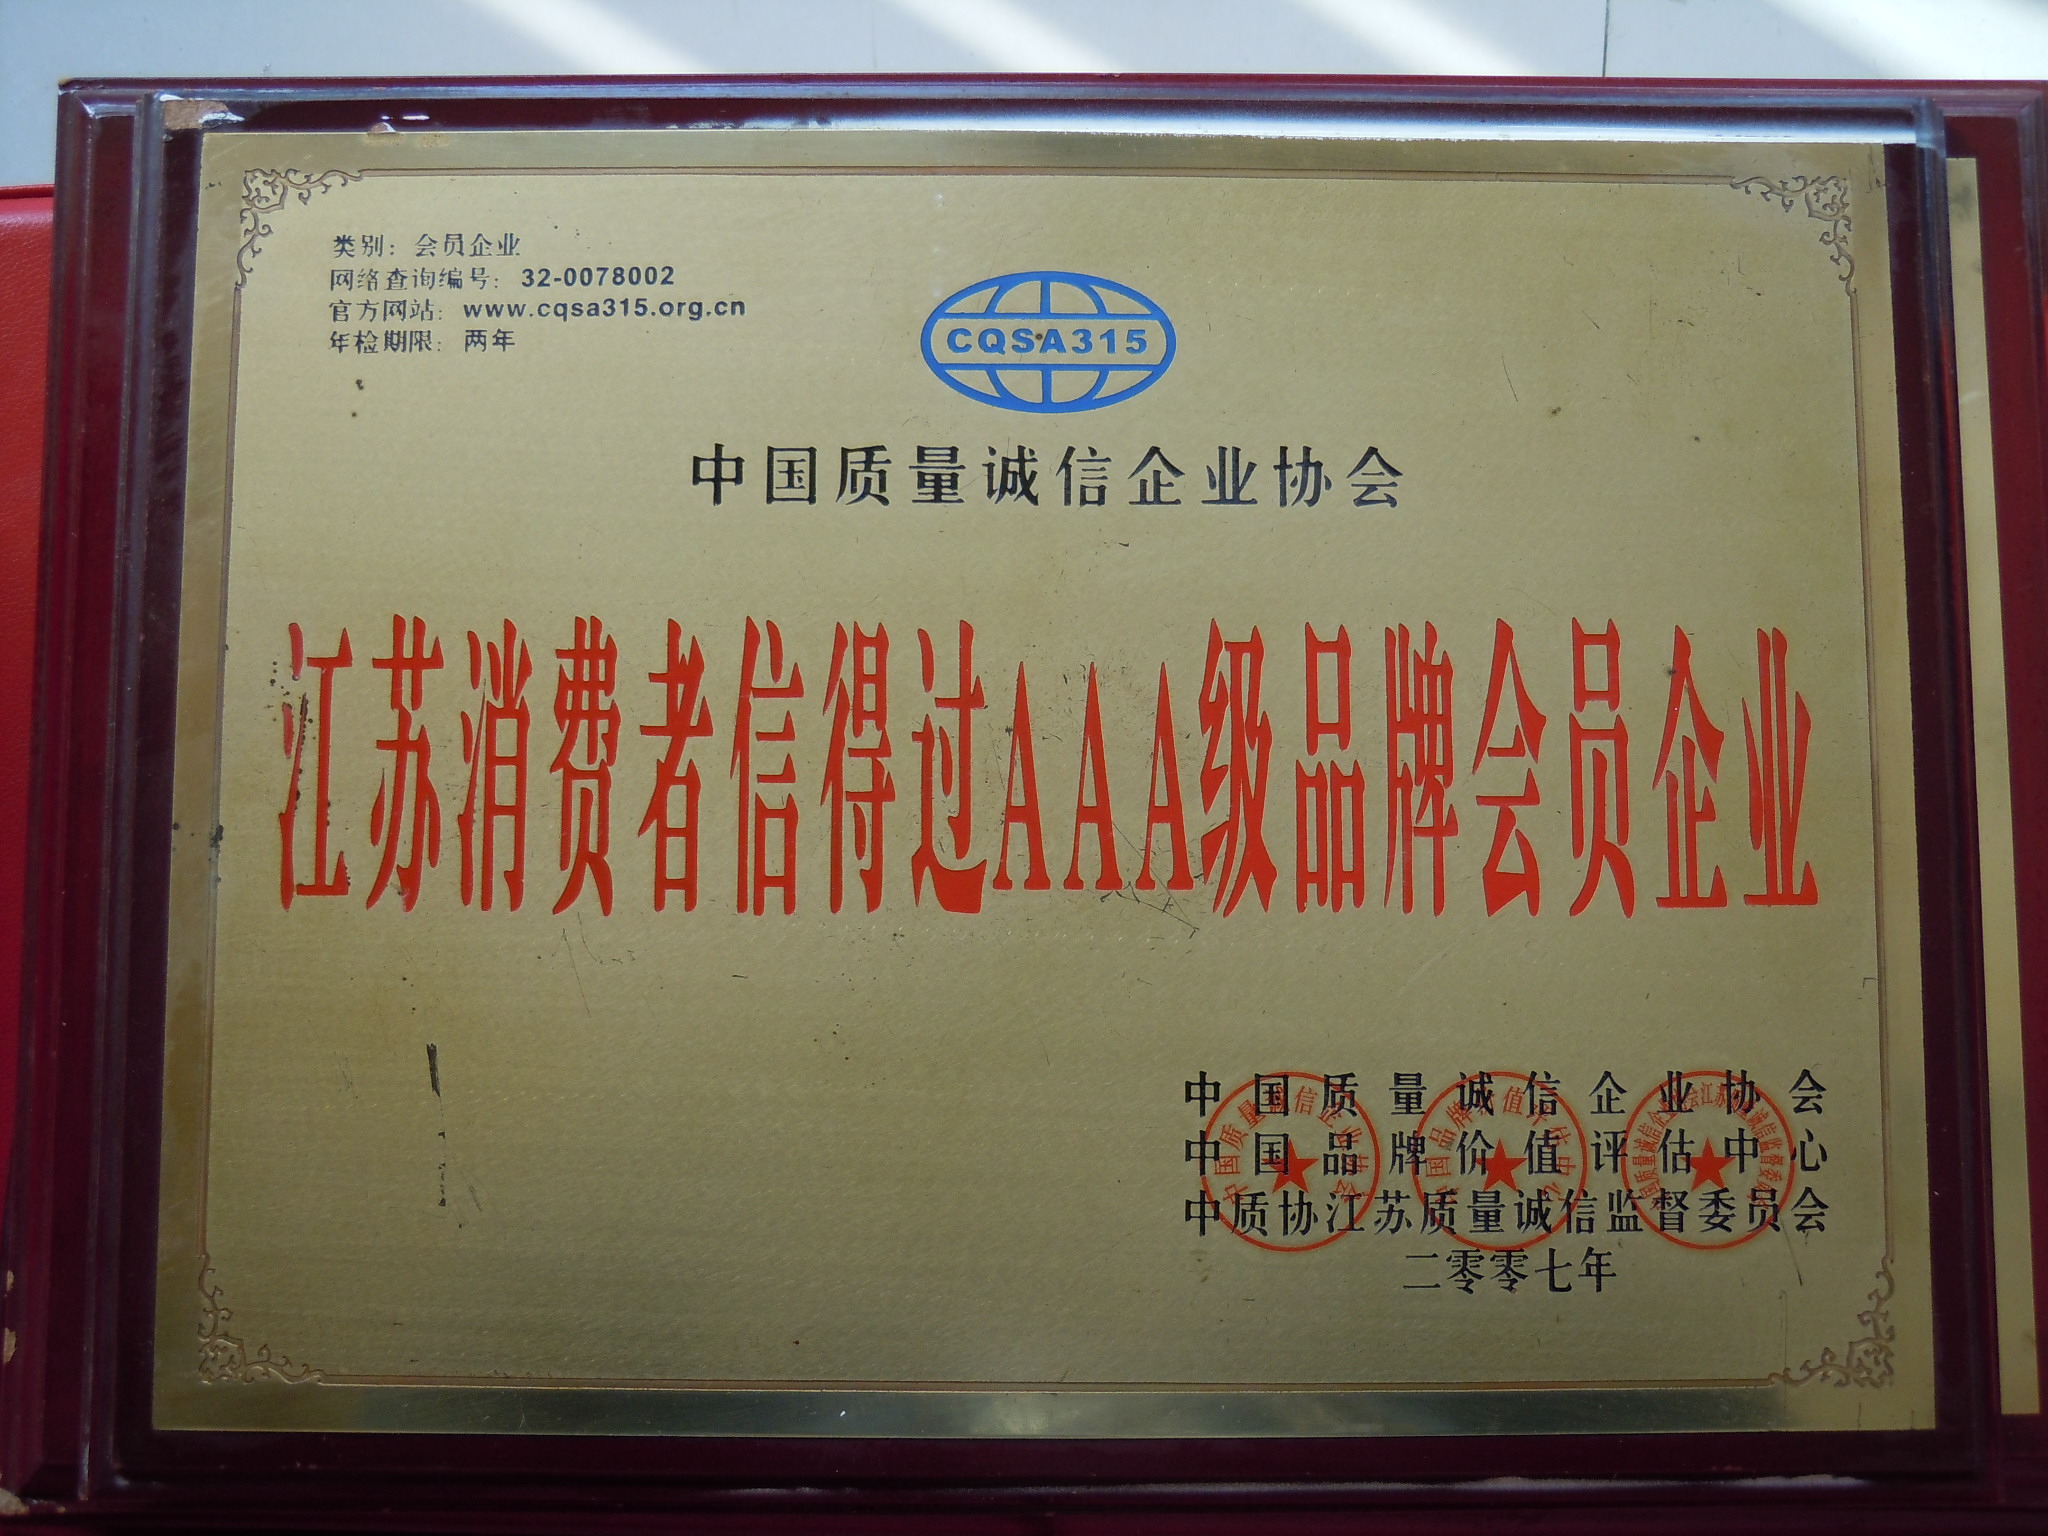 类别：会员企业
网络查询编号：32-0078002
官方网站：www.cqsa315.org.cn
年检期限：两年
CQSA315
中国质量诚信企业协会
江苏消费者信得过AAA级品牌会员企业
中国质量诚信企业协会
中国品牌价值评估中心
中质协江苏质量诚信监督委员会
二零零七年